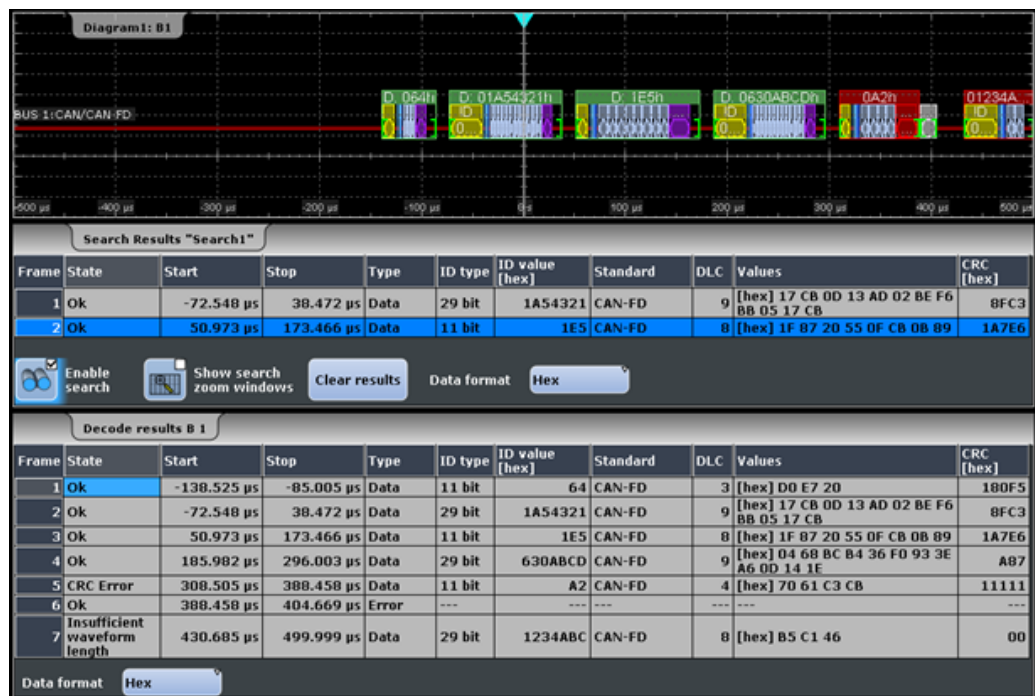 Diagram1: B1
BUS 1:CAN/CAN-FD
D: 064h D: 01A54321h D: 1E5h D: 0630ABCDh 0A2h 01234A...
ID ID ID
(0... (0... (0...
-500 µs -400 µs -300 µs -200 µs -100 µs 0 s 100 µs 200 µs 300 µs 400 µs 500 µs
Search Results "Search1"
Frame State Start Stop Type ID type ID value [hex] Standard DLC Values CRC [hex]
1 Ok -72.548 µs 38.472 µs Data 29 bit 1A54321 CAN-FD 9 [hex] 17 CB 0D 13 AD 02 BE F6 BB 05 17 CB 8FC3
2 Ok 50.973 µs 173.466 µs Data 11 bit 1E5 CAN-FD 8 [hex] 1F 87 20 55 0F CB 0B 89 1A7E6
Enable search Show search zoom windows Clear results Data format Hex
Decode results B 1
Frame State Start Stop Type ID type ID value [hex] Standard DLC Values CRC [hex]
1 Ok -138.525 µs -85.005 µs Data 11 bit 64 CAN-FD 3 [hex] D0 E7 20 180F5
2 Ok -72.548 µs 38.472 µs Data 29 bit 1A54321 CAN-FD 9 [hex] 17 CB 0D 13 AD 02 BE F6 BB 05 17 CB 8FC3
3 Ok 50.973 µs 173.466 µs Data 11 bit 1E5 CAN-FD 8 [hex] 1F 87 20 55 0F CB 0B 89 1A7E6
4 Ok 185.982 µs 296.003 µs Data 29 bit 630ABCD CAN-FD 9 [hex] 04 68 BC B4 36 F0 93 3E A6 0D 14 1E A87
5 CRC Error 308.505 µs 388.458 µs Data 11 bit A2 CAN-FD 4 [hex] 70 61 C3 CB 11111
6 Ok 388.458 µs 404.669 µs Error --- --- --- --- --- ---
7 Insufficient waveform length 430.685 µs 499.999 µs Data 29 bit 1234ABC CAN-FD 8 [hex] B5 C1 46 00
Data format Hex